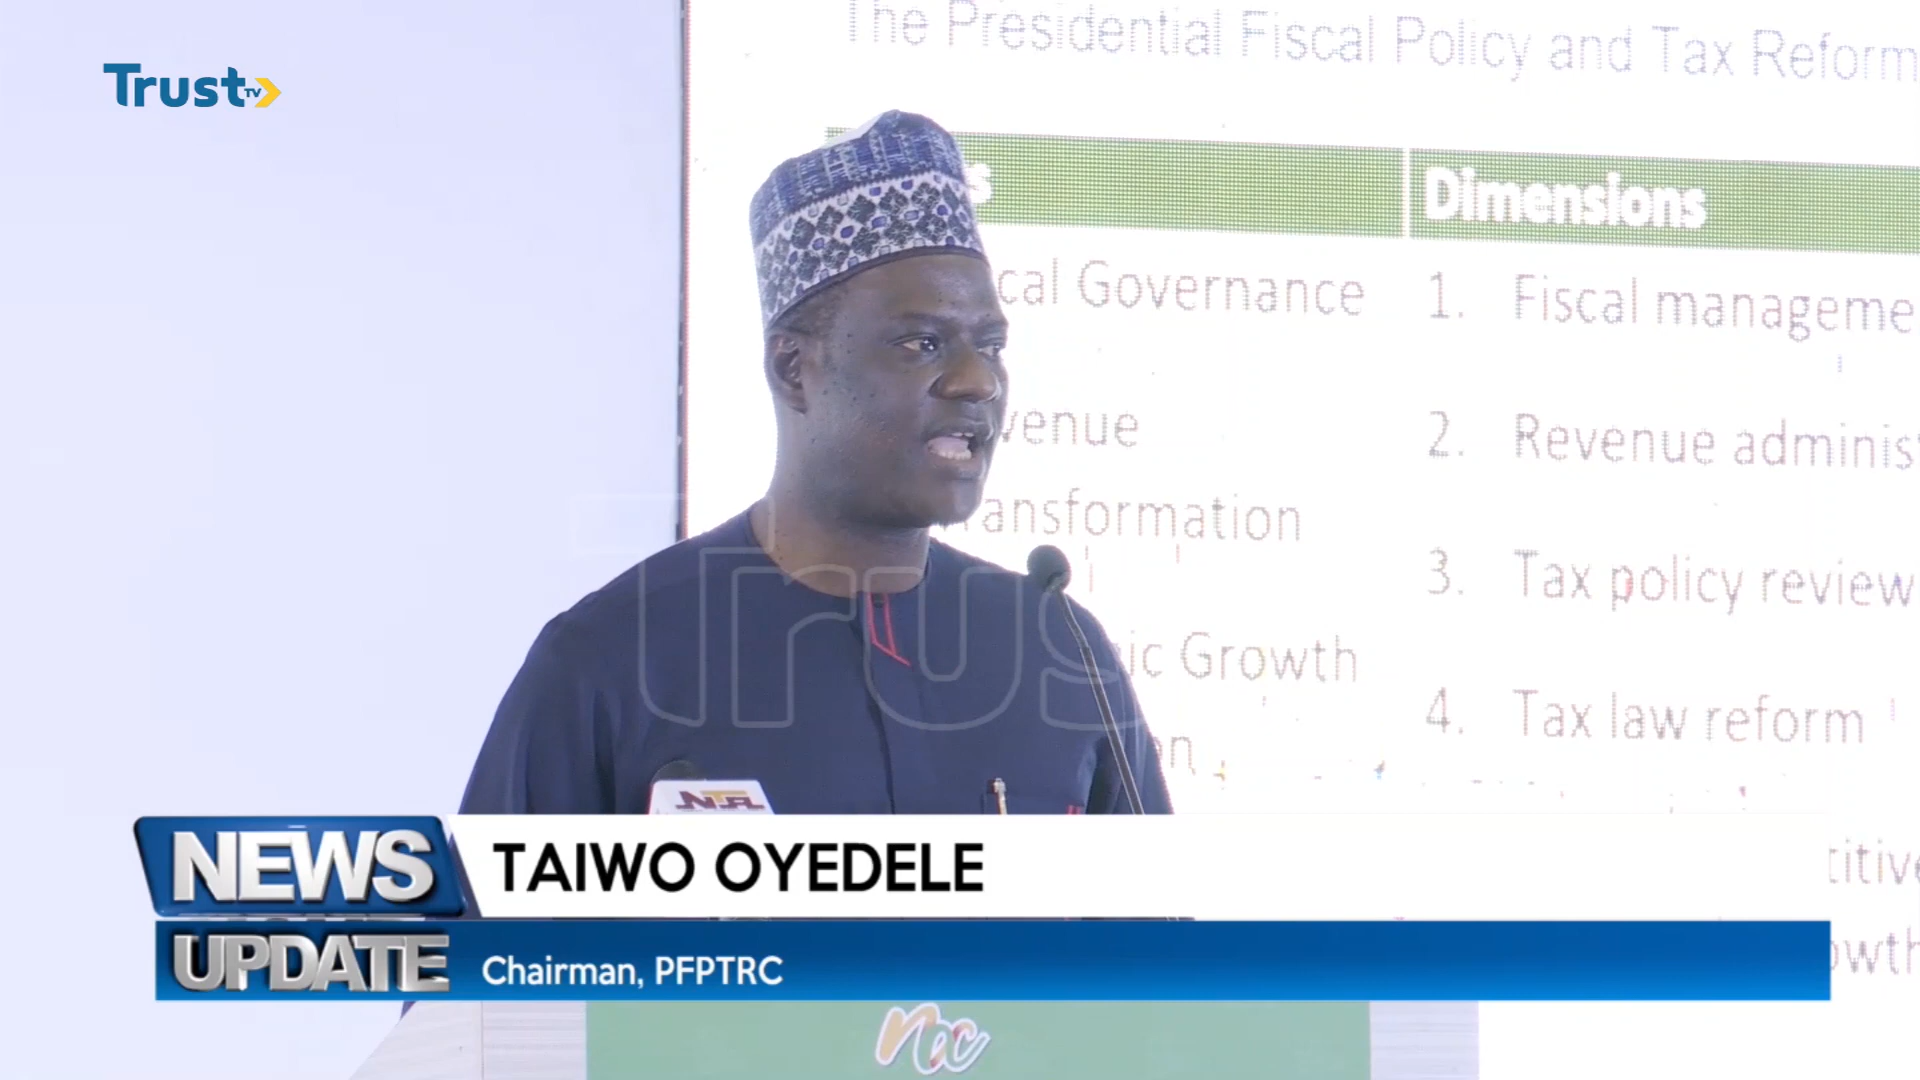 The Presidential Fiscal Policy and Tax Reform
Trust TV
Dimensions
cal Governance
1. Fiscal manageme
venue
2. Revenue adminis
ansformation
3. Tax policy review
ic Growth
4. Tax law reform
Trus
NTA
NEWS
TAIWO OYEDELE
UPDATE
Chairman, PFPTRC
titive
owth